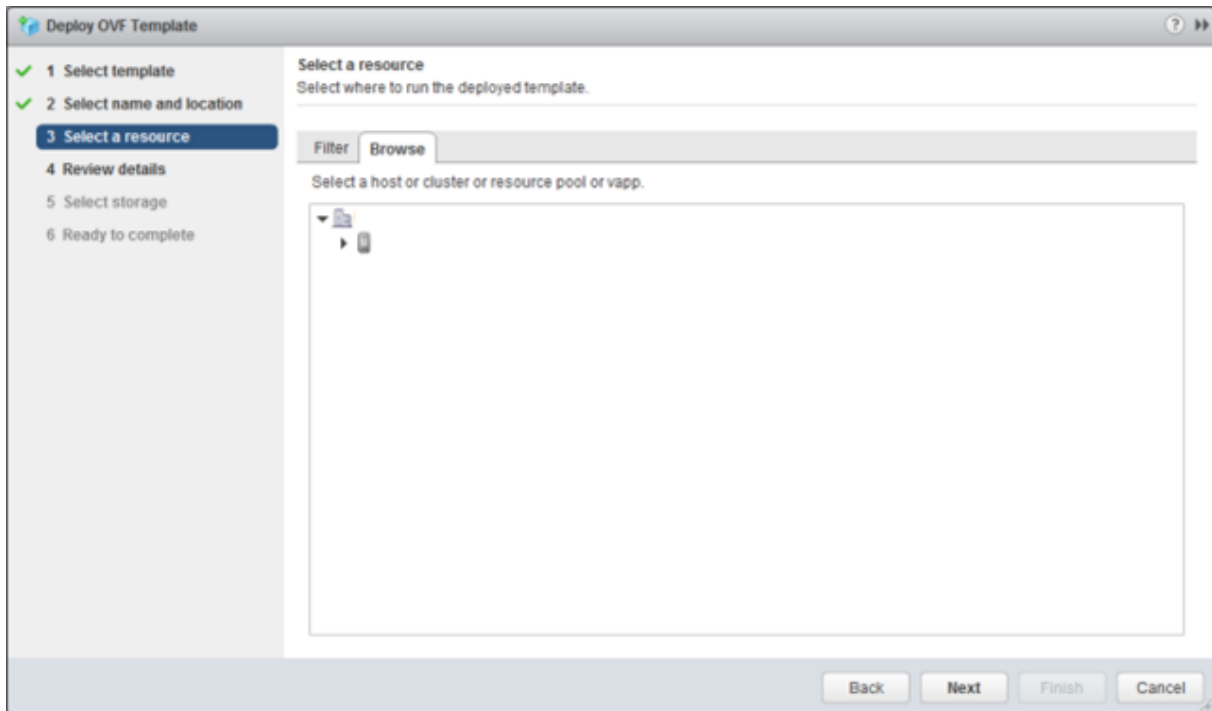 Deploy OVF Template
?
1 Select template
2 Select name and location
3 Select a resource
4 Review details
5 Select storage
6 Ready to complete
Select a resource
Select where to run the deployed template.
Filter Browse
Select a host or cluster or resource pool or vapp.
Back Next Finish Cancel